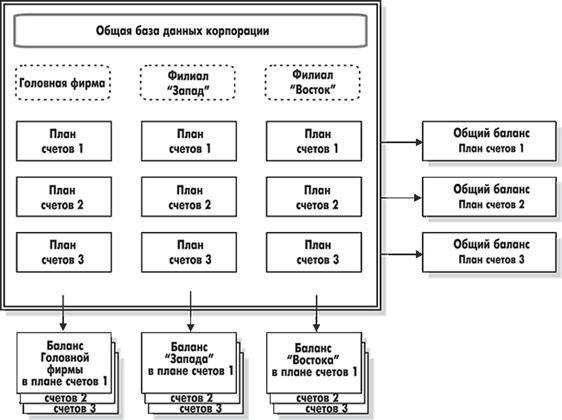 Общая база данных корпорации
Головная фирма
Филиал
"Запад"
Филиал
"Восток"
План
счетов 1
План
счетов 1
План
счетов 1
Общий баланс
План счетов 1
План
счетов 2
План
счетов 2
План
счетов 2
Общий баланс
План счетов 2
План
счетов 3
План
счетов 3
План
счетов 3
Общий баланс
План счетов 3
Баланс
Головной
фирмы
в плане счетов 1
счетов 2
счетов 3
Баланс
"Запада"
в плане счетов 1
счетов 2
счетов 3
Баланс
"Востока"
в плане счетов 1
счетов 2
счетов 3